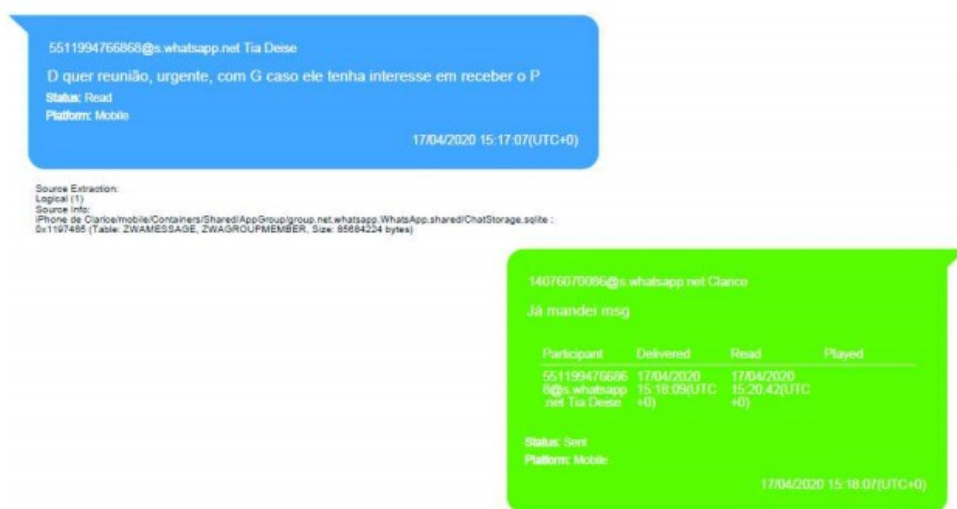 5511994766868@s.whatsapp.net Tia Deise
D quer reunião, urgente, com G caso ele tenha interesse em receber o P
Status: Read
Platform: Mobile
17/04/2020 15:17:07(UTC+0)
Source Extraction:
Logical (1)
Source Info:
iPhone de Clarice/mobile/Containers/Shared/AppGroup/group.net.whatsapp.WhatsApp.shared/ChatStorage.sqlite :
0x1197465 (Table: ZWAMESSAGE, ZWAGROUPMEMBER, Size: 85684224 bytes)
14076070086@s.whatsapp.net Clarice
Já mandei msg
Participant Delivered Read Played
551199476686 17/04/2020 17/04/2020
8@s.whatsapp 15:18:09(UTC 15:20:42(UTC
.net Tia Deise +0) +0)
Status: Sent
Platform: Mobile
17/04/2020 15:18:07(UTC+0)